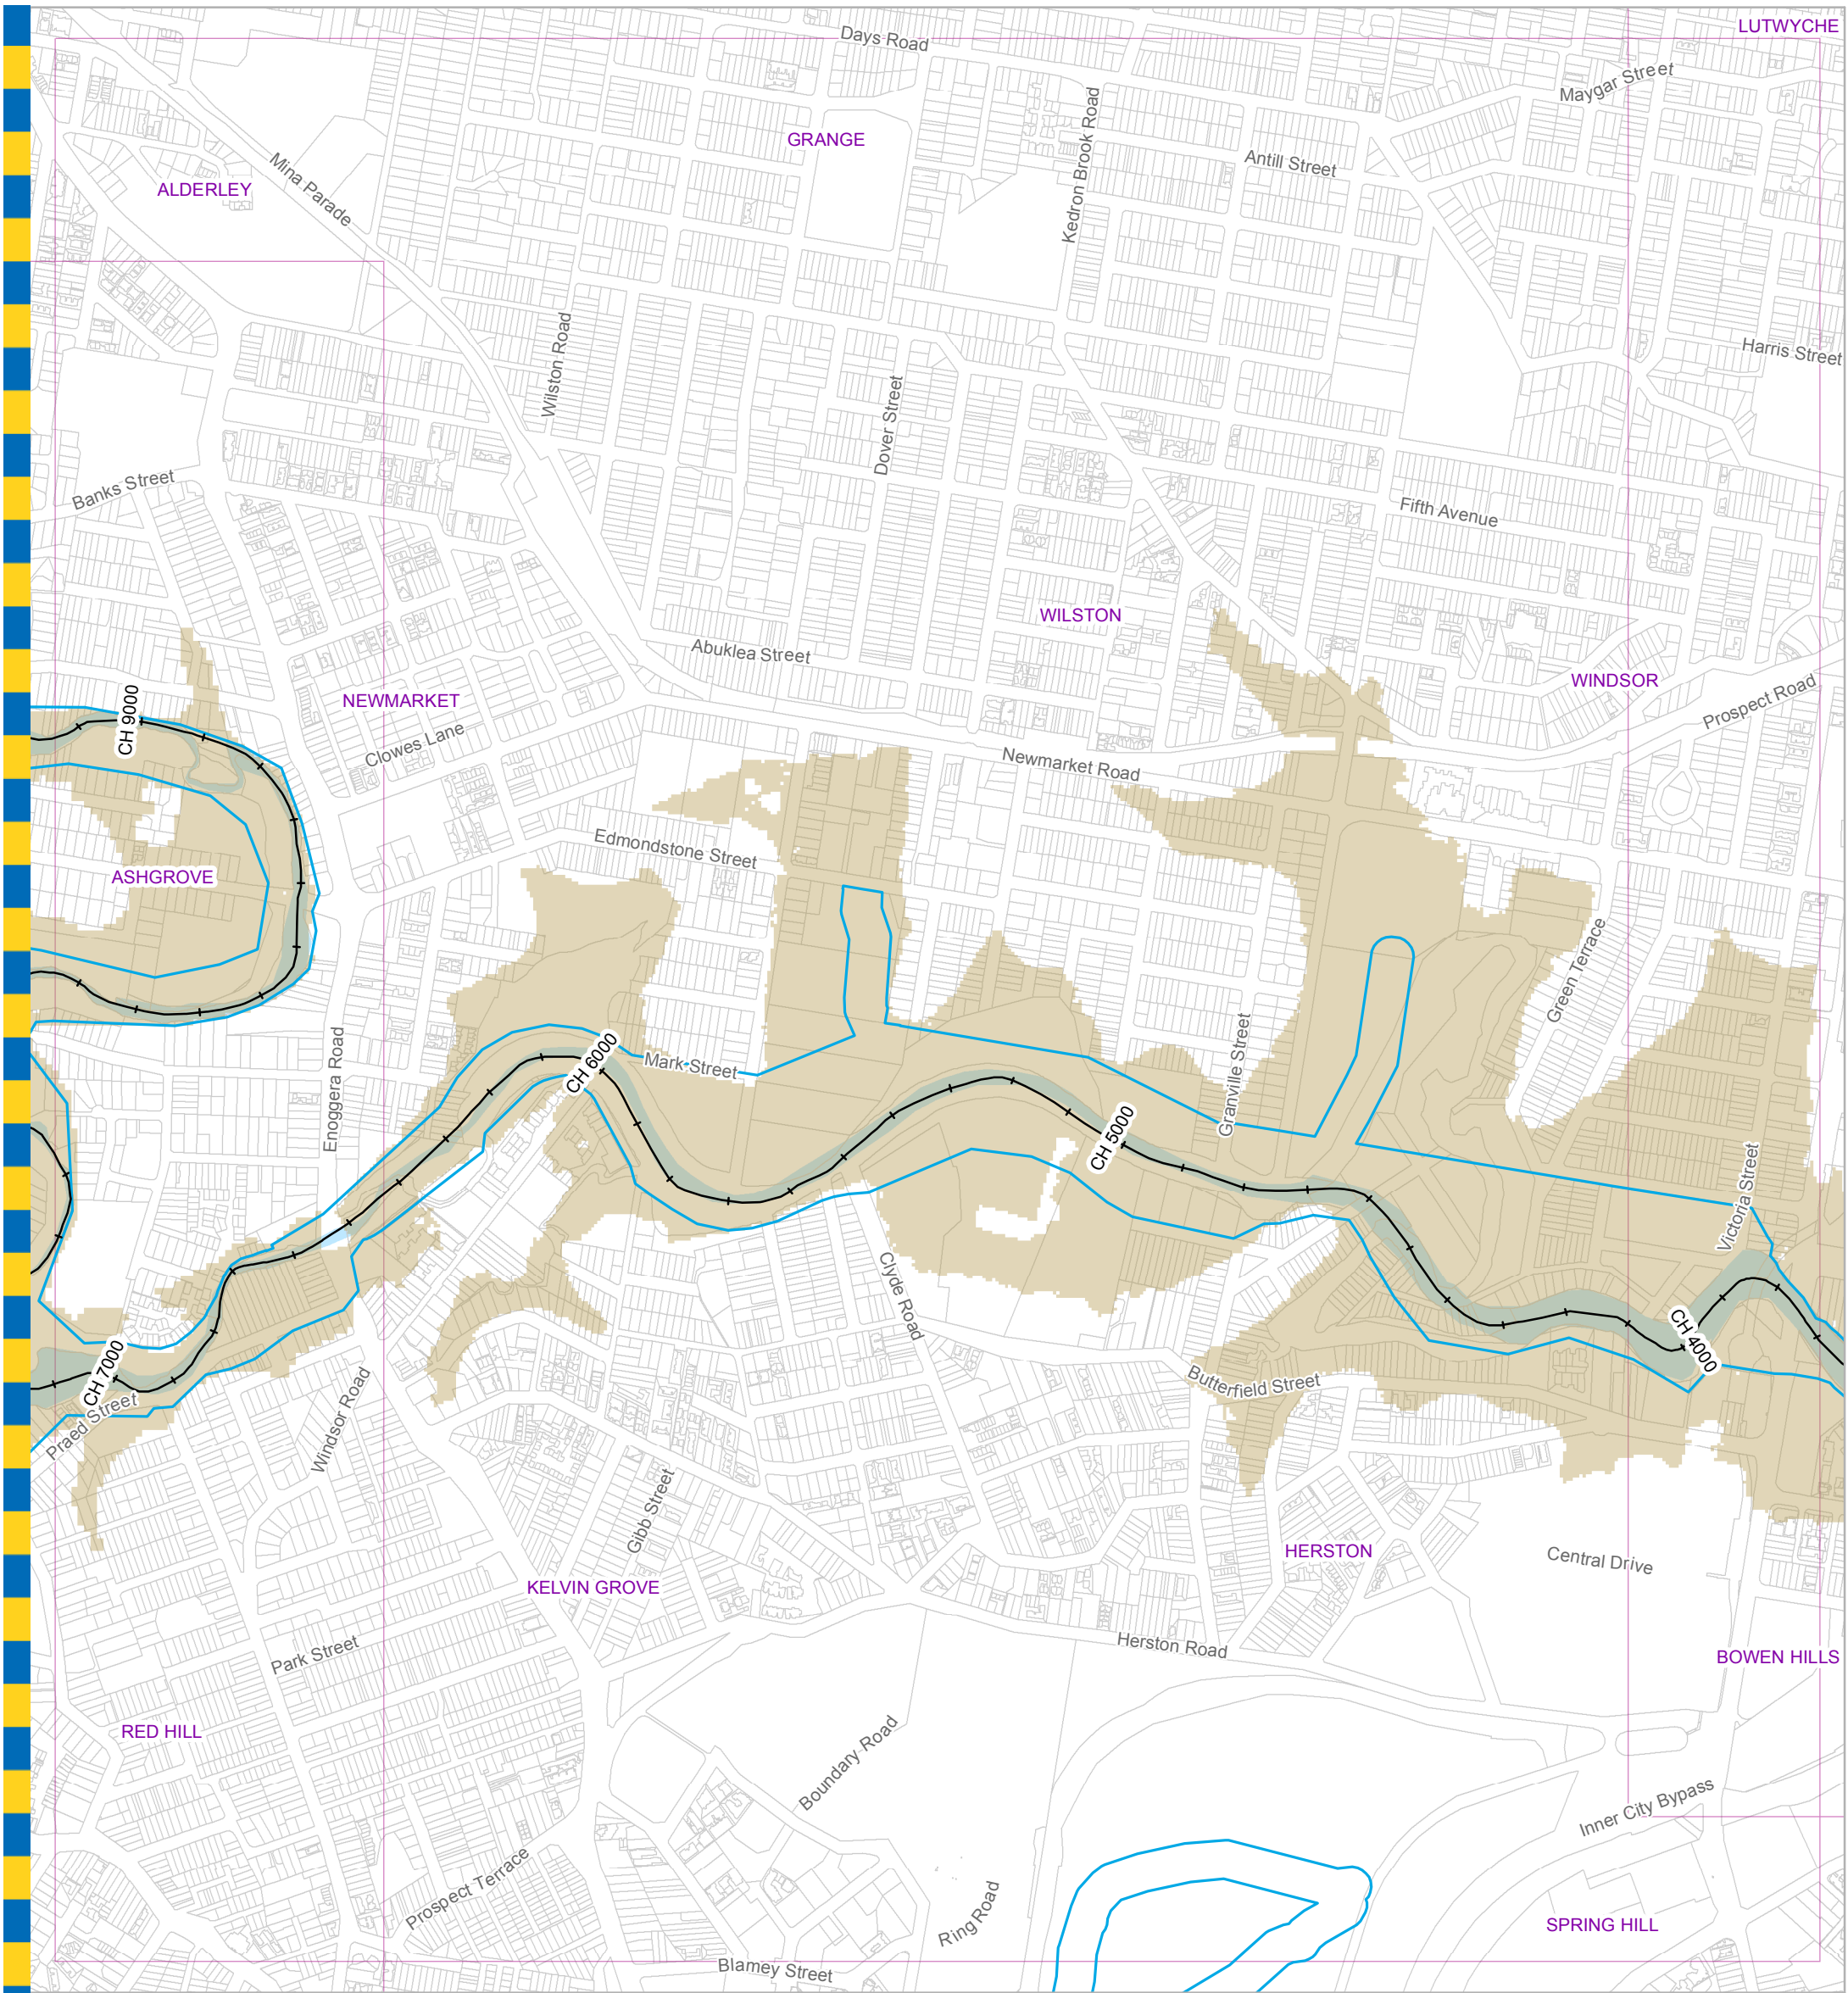 LUTWYCHE
Days Road
Maygar Street
GRANGE
Kedron Brook Road
Antill Street
Mina Parade
ALDERLEY
Harris Street
Wilston Road
Dover Street
Banks Street
Fifth Avenue
WILSTON
Abuklea Street
WINDSOR
Prospect Road
NEWMARKET
CH 9000
Clowes Lane
Newmarket Road
Edmondstone Street
ASHGROVE
Green Terrace
Enoggera Road
CH 6000
Mark Street
Granville Street
CH 5000
Victoria Street
Clyde Road
CH 4000
CH 7000
Praed Street
Butterfield Street
Windsor Road
Gibb Street
HERSTON
Central Drive
KELVIN GROVE
Park Street
Herston Road
BOWEN HILLS
RED HILL
Boundary Road
Inner City Bypass
Prospect Terrace
Ring Road
SPRING HILL
Blamey Street